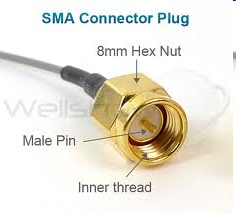 SMA Connector Plug
8mm Hex Nut
Male Pin
Inner thread